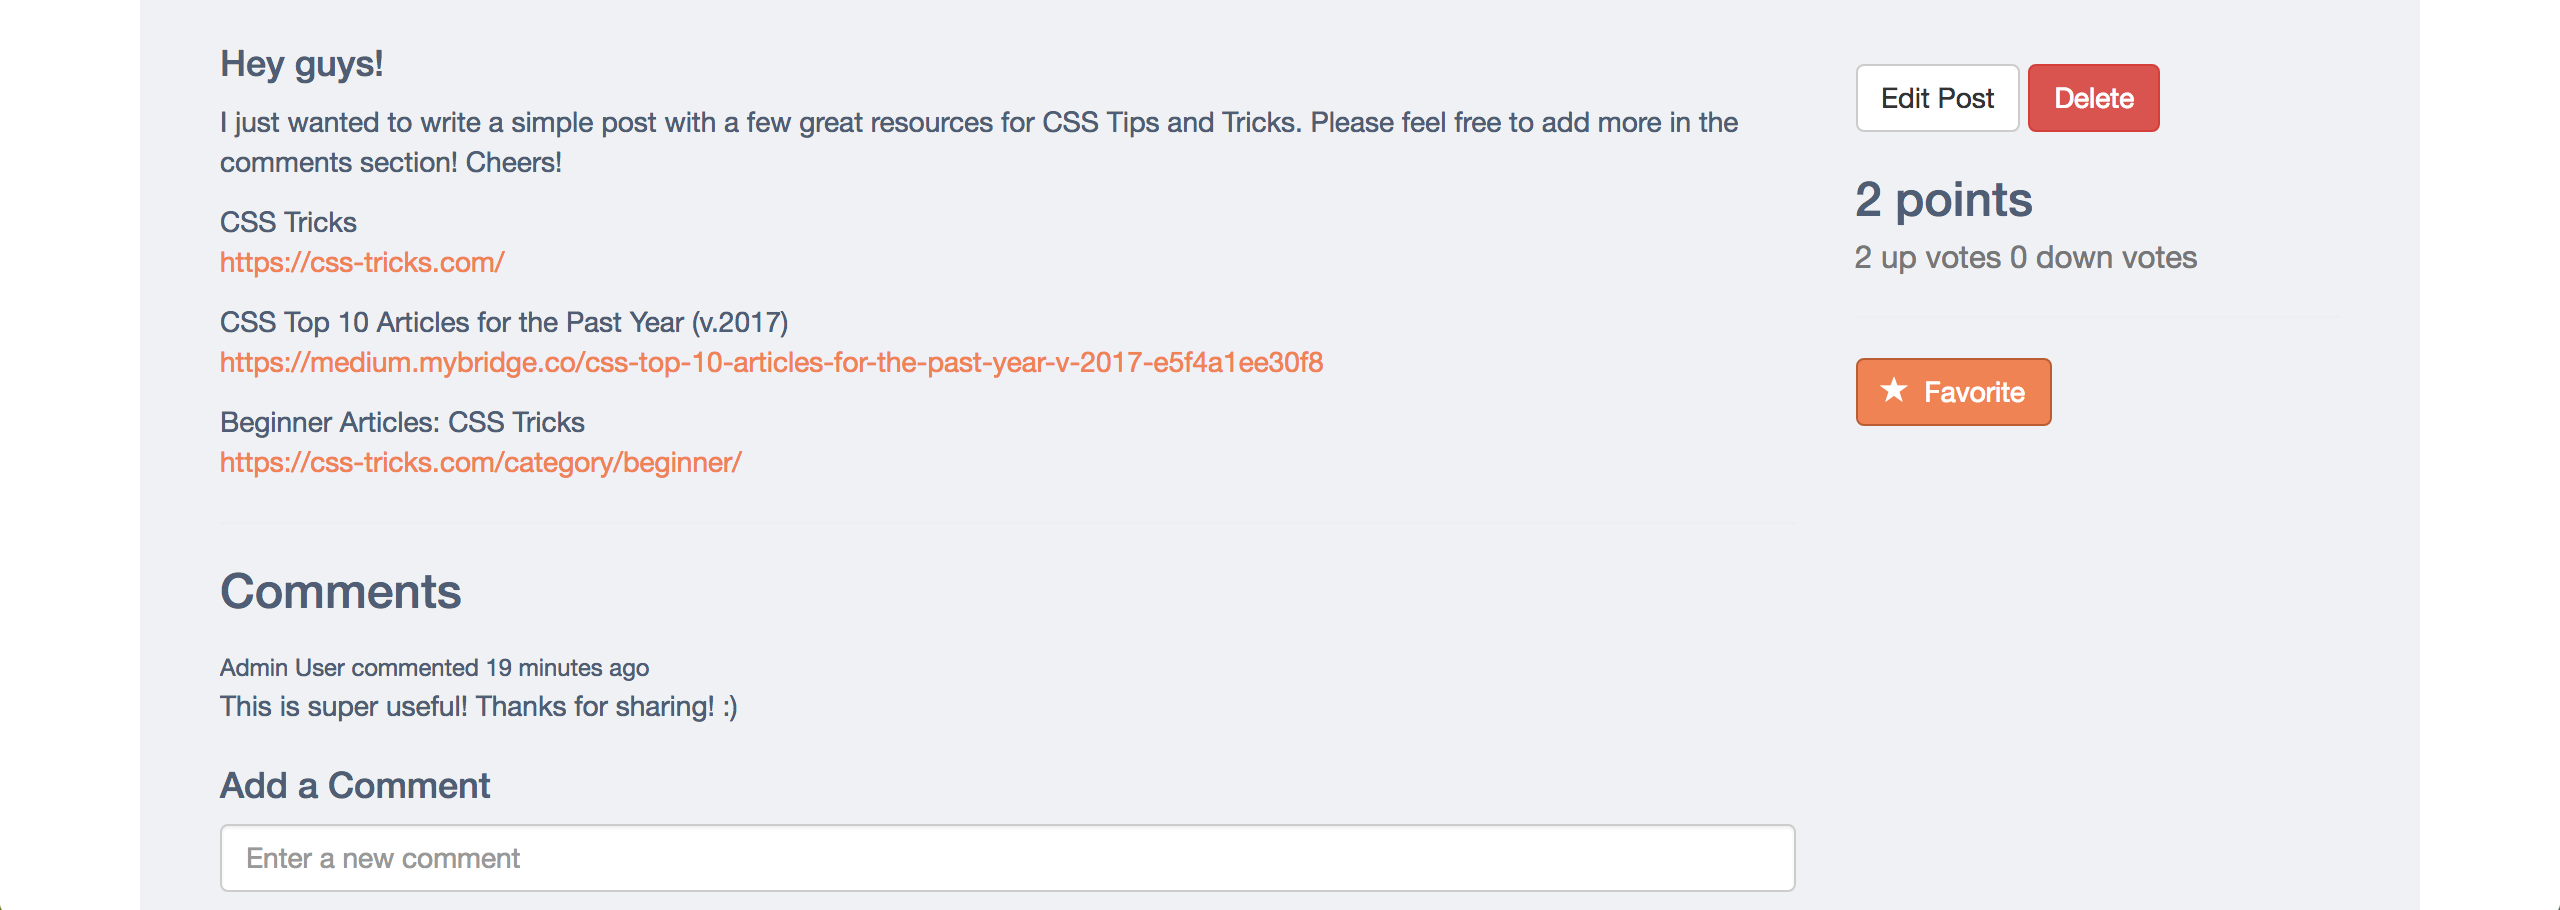 Hey guys!
I just wanted to write a simple post with a few great resources for CSS Tips and Tricks. Please feel free to add more in the
comments section! Cheers!
CSS Tricks
https://css-tricks.com/
CSS Top 10 Articles for the Past Year (v.2017)
https://medium.mybridge.co/css-top-10-articles-for-the-past-year-v-2017-e5f4a1ee30f8
Beginner Articles: CSS Tricks
https://css-tricks.com/category/beginner/
Comments
Admin User commented 19 minutes ago
This is super useful! Thanks for sharing! :)
Add a Comment
Enter a new comment
Edit Post
Delete
2 points
2 up votes 0 down votes
Favorite